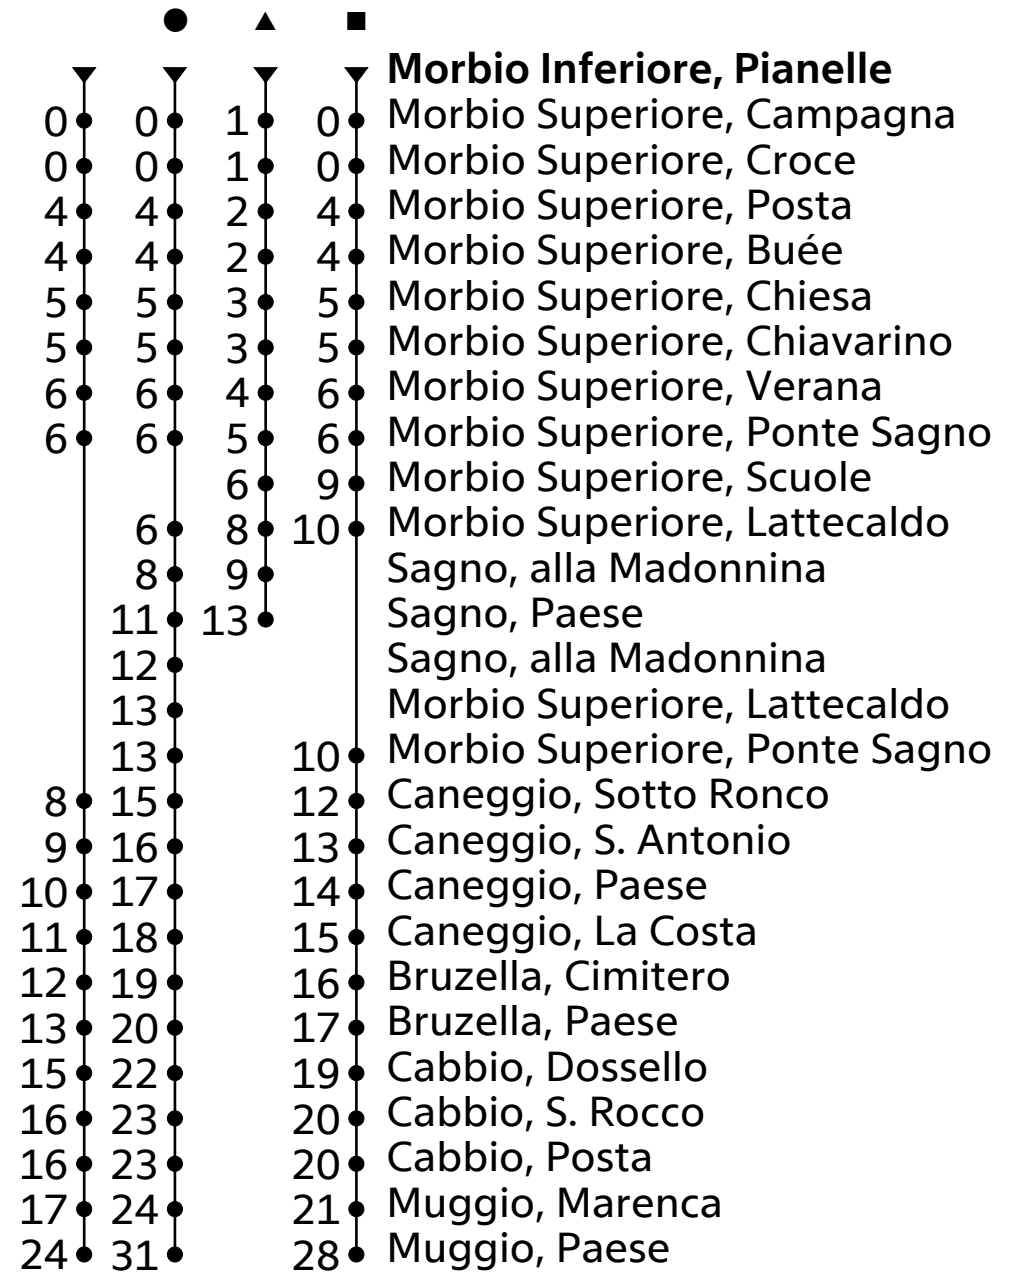 ● ▲ ■
Morbio Inferiore, Pianelle
0 0 1 0 Morbio Superiore, Campagna
0 0 1 0 Morbio Superiore, Croce
4 4 2 4 Morbio Superiore, Posta
4 4 2 4 Morbio Superiore, Buée
5 5 3 5 Morbio Superiore, Chiesa
5 5 3 5 Morbio Superiore, Chiavarino
6 6 4 6 Morbio Superiore, Verana
6 6 5 6 Morbio Superiore, Ponte Sagno
6 9 Morbio Superiore, Scuole
6 8 10 Morbio Superiore, Lattecaldo
8 9 Sagno, alla Madonnina
11 13 Sagno, Paese
12 Sagno, alla Madonnina
13 Morbio Superiore, Lattecaldo
13 10 Morbio Superiore, Ponte Sagno
8 15 12 Caneggio, Sotto Ronco
9 16 13 Caneggio, S. Antonio
10 17 14 Caneggio, Paese
11 18 15 Caneggio, La Costa
12 19 16 Bruzella, Cimitero
13 20 17 Bruzella, Paese
15 22 19 Cabbio, Dossello
16 23 20 Cabbio, S. Rocco
16 23 20 Cabbio, Posta
17 24 21 Muggio, Marenca
24 31 28 Muggio, Paese